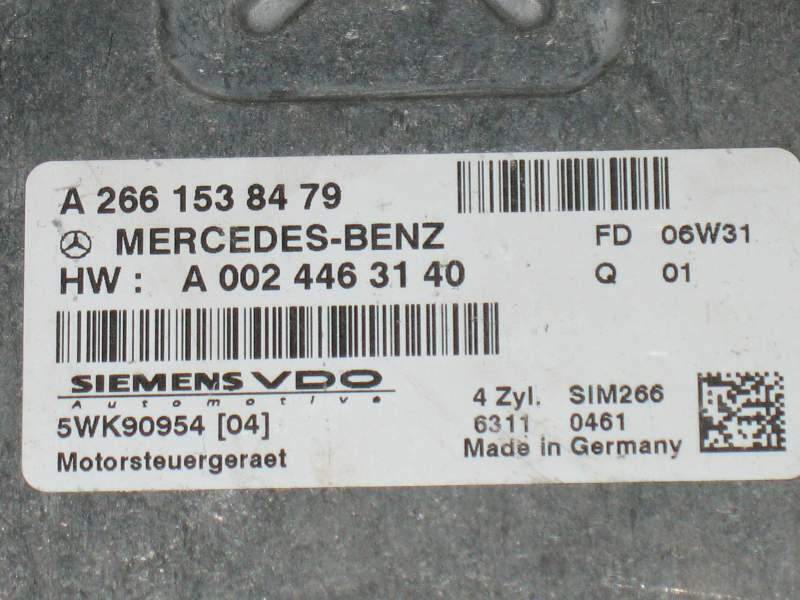 A 266 153 84 79
MERCEDES-BENZ FD 06W31
HW : A 002 446 31 40 Q 01
SIEMENS VDO
Automotive
4 Zyl. SIM266
5WK90954 [04] 6311 0461
Motorsteuergeraet Made in Germany